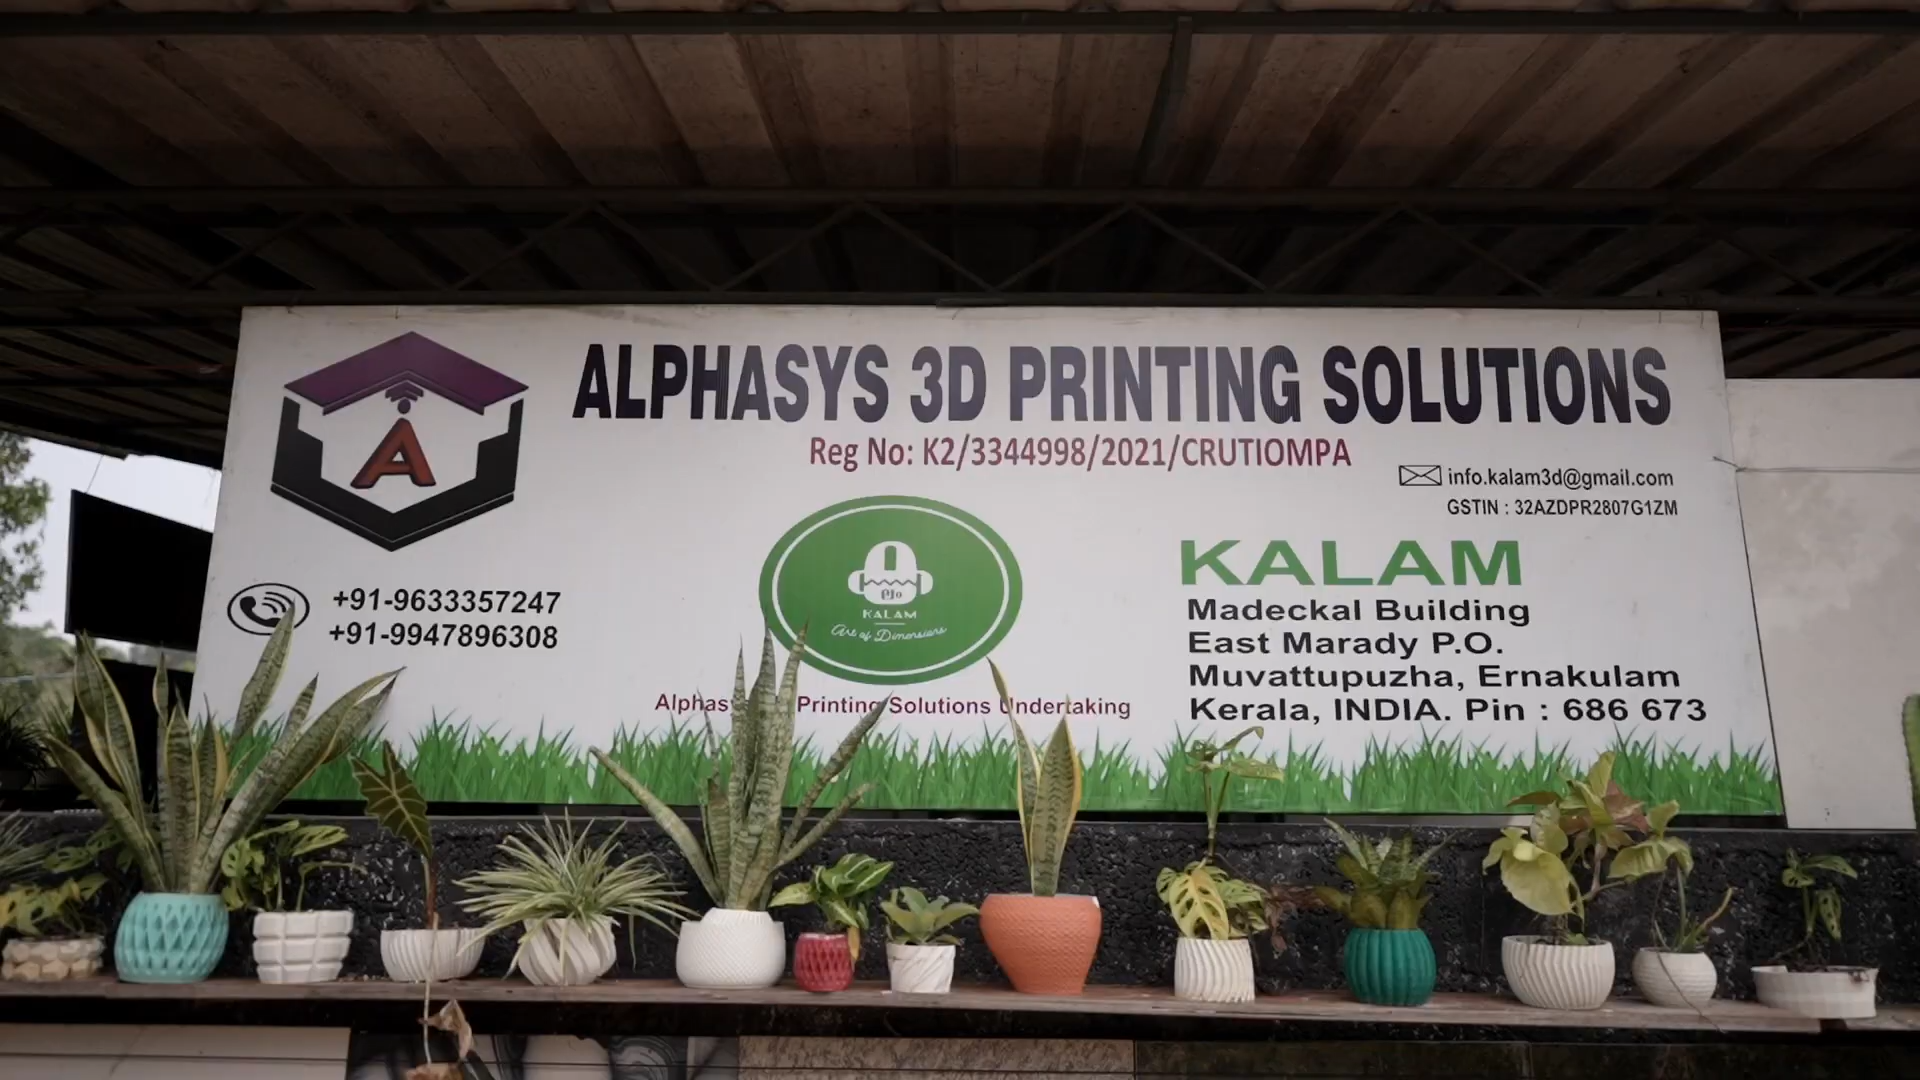 ALPHASYS 3D PRINTING SOLUTIONS
Reg No: K2/3344998/2021/CRUTIOMPA
info.kalam3d@gmail.com
GSTIN : 32AZDPR2807G1ZM
A
+91-9633357247
+91-9947896308
KALAM
Art of Dimensions
Printing Solutions Undertaking
KALAM
Madeckal Building
East Marady P.O.
Muvattupuzha, Ernakulam
Kerala, INDIA. Pin : 686 673